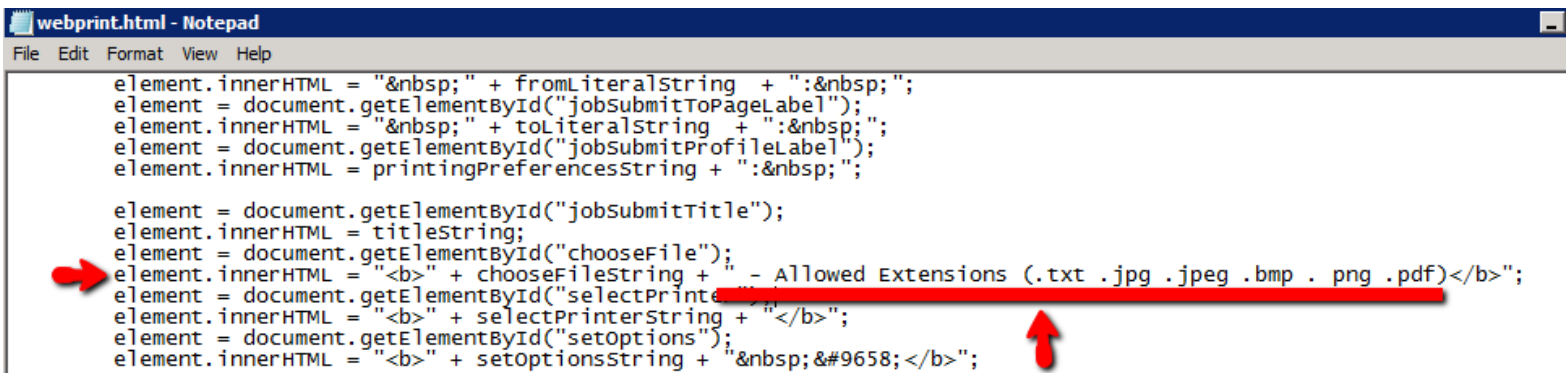 webprint.html - Notepad
File Edit Format View Help
element.innerHTML = "&nbsp;" + fromLiteralString + ":&nbsp;";
element = document.getElementById("jobSubmitToPageLabel");
element.innerHTML = "&nbsp;" + toLiteralString + ":&nbsp;";
element = document.getElementById("jobSubmitProfileLabel");
element.innerHTML = printingPreferencesString + ":&nbsp;";
element = document.getElementById("jobSubmitTitle");
element.innerHTML = titleString;
element = document.getElementById("chooseFile");
element.innerHTML = "<b>" + chooseFileString + " - Allowed Extensions (.txt .jpg .jpeg .bmp . png .pdf)</b>";
element = document.getElementById("selectPrinter");
element.innerHTML = "<b>" + selectPrinterString + "</b>";
element = document.getElementById("setOptions");
element.innerHTML = "<b>" + setOptionsString + "&nbsp;&#9658;</b>";